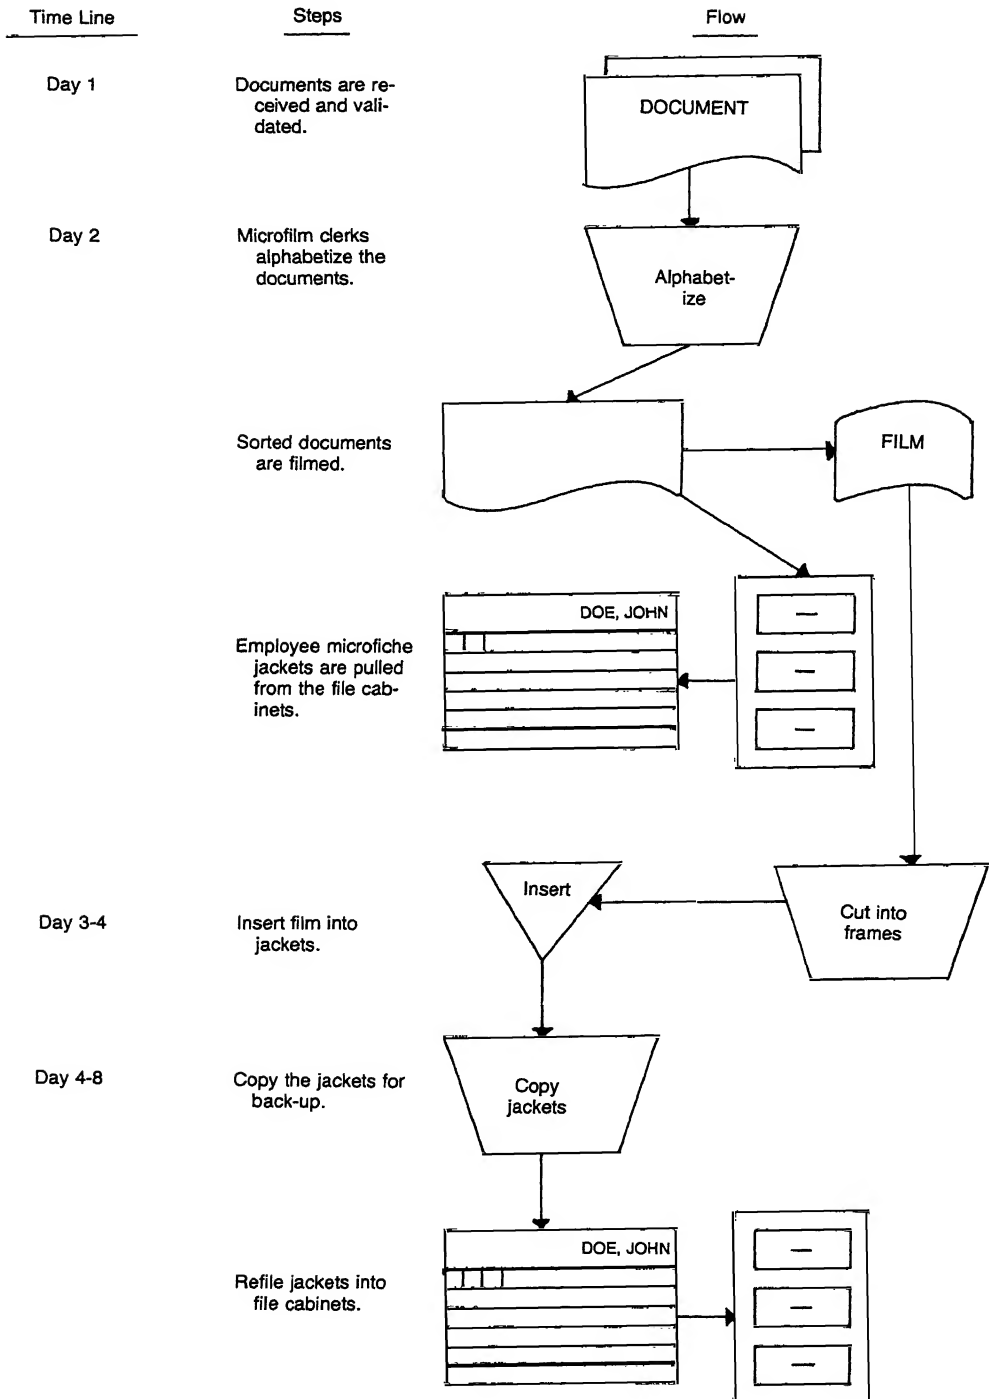 Time Line
Steps
Flow
Day 1
Documents are re-
ceived and vali-
dated.
DOCUMENT
Day 2
Microfilm clerks
alphabetize the
documents.
Alphabet-
ize
Sorted documents
are filmed.
FILM
Employee microfiche
jackets are pulled
from the file cab-
inets.
DOE, JOHN
Day 3-4
Insert film into
jackets.
Insert
Cut into
frames
Day 4-8
Copy the jackets for
back-up.
Copy
jackets
Refile jackets into
file cabinets.
DOE, JOHN